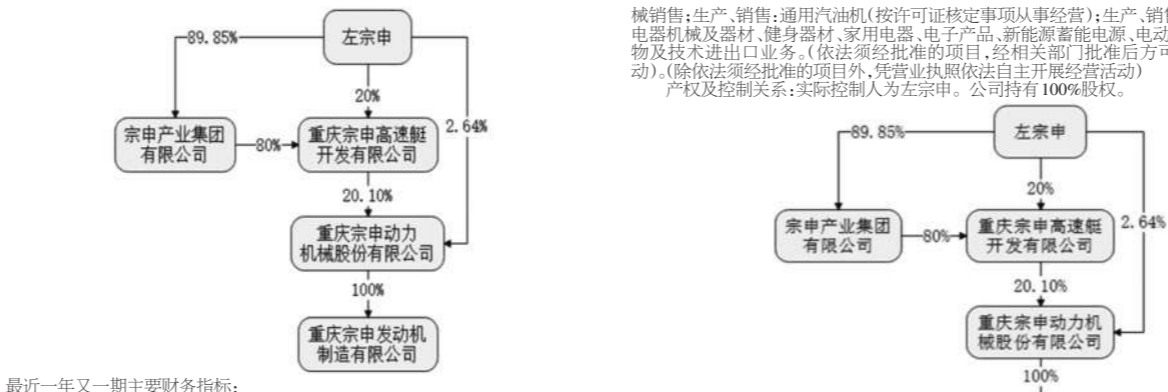 89.85%
左宗申
20%
2.64%
宗申产业集团
有限公司
80%
重庆宗申高速艇
开发有限公司
20.10%
重庆宗申动力
机械股份有限公司
100%
重庆宗申发动机
制造有限公司
最近一年又一期主要财务指标:
械销售;生产、销售:通用汽油机(按许可证核定事项从事经营);生产、销售
电器机械及器材、健身器材、家用电器、电子产品、新能源蓄能电源、电动
物及技术进出口业务。(依法须经批准的项目,经相关部门批准后方可
动)。(除依法须经批准的项目外,凭营业执照依法自主开展经营活动)
产权及控制关系:实际控制人为左宗申。公司持有100%股权。
89.85%
左宗申
20%
2.64%
宗申产业集团
有限公司
80%
重庆宗申高速艇
开发有限公司
20.10%
重庆宗申动力机
械股份有限公司
100%